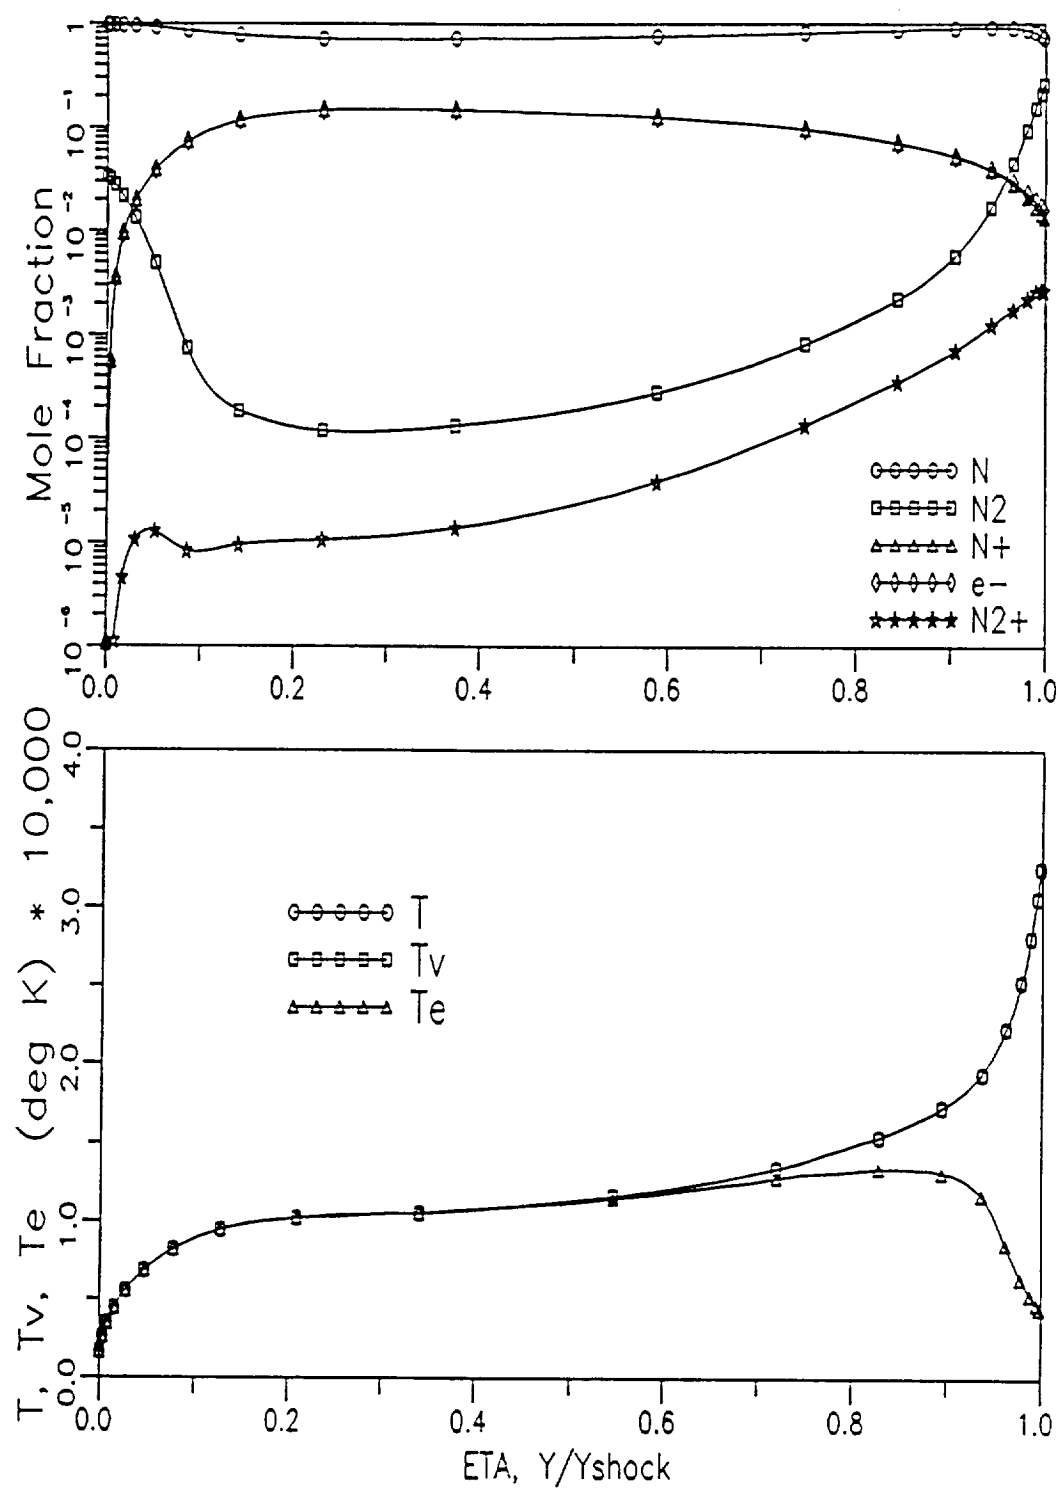 1
10⁻¹
10⁻²
10⁻³
10⁻⁴
10⁻⁵
10⁻⁶
Mole Fraction
N
N2
N+
e-
N2+
0.0 0.2 0.4 0.6 0.8 1.0
4.0
3.0
2.0
1.0
0.0
T, Tv, Te (deg K) * 10,000
T
Tv
Te
0.0 0.2 0.4 0.6 0.8 1.0
ETA, Y/Yshock